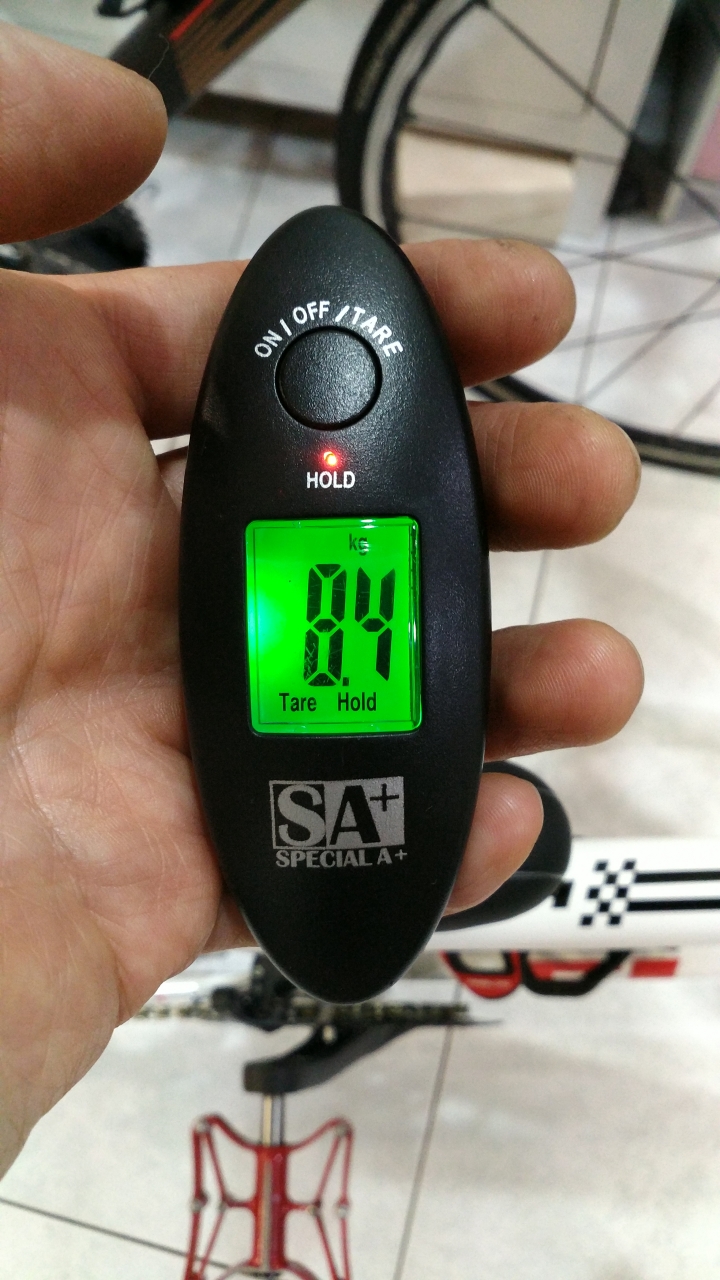 ON / OFF / TARE
HOLD
kg
8.4
Tare Hold
SA+
SPECIAL A+